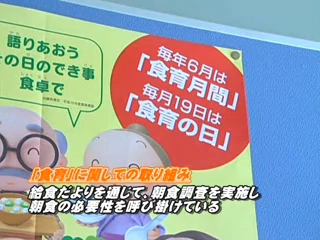 語りあおう
の日のでき事
食卓で
毎年6月は
「食育月間」
毎月19日は
「食育の日」
「食育」に関しての取り組み
給食だよりを通じて、朝食調査を実施し
朝食の必要性を呼び掛けている